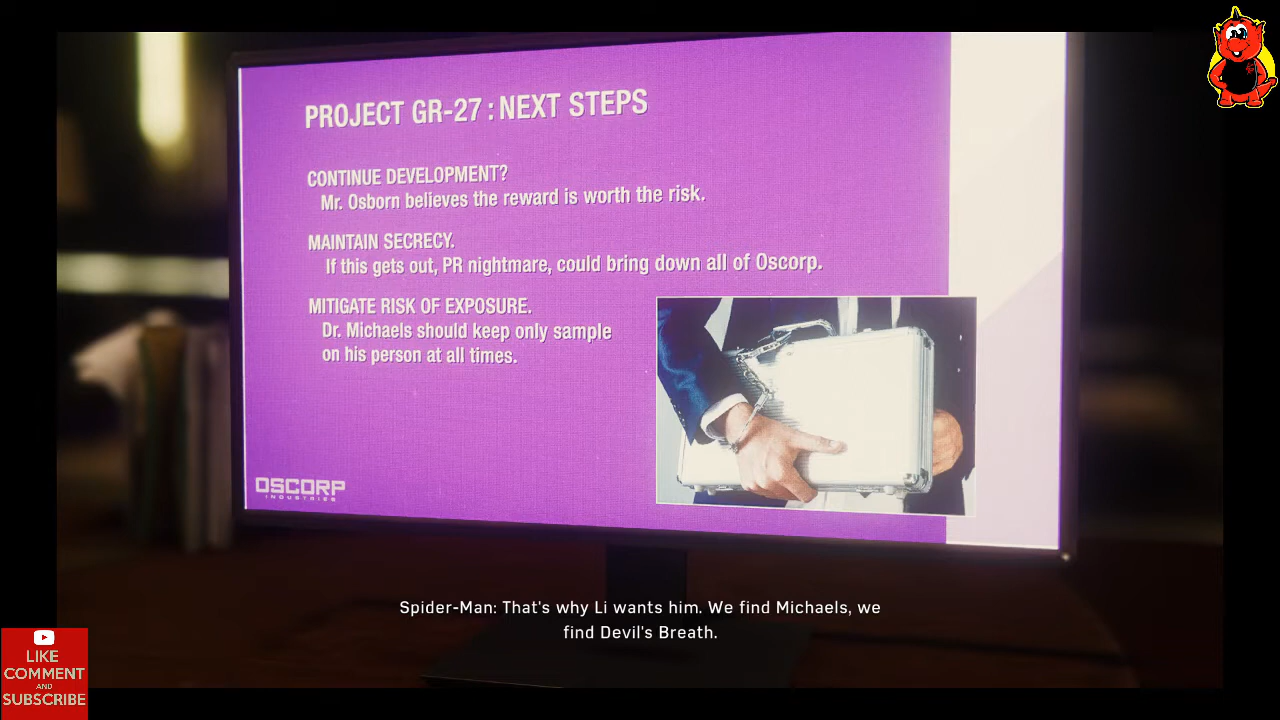 PROJECT GR-27 : NEXT STEPS
CONTINUE DEVELOPMENT?
Mr. Osborn believes the reward is worth the risk.
MAINTAIN SECRECY.
If this gets out, PR nightmare, could bring down all of Oscorp.
MITIGATE RISK OF EXPOSURE.
Dr. Michaels should keep only sample
on his person at all times.
OSCORP
INDUSTRIES
Spider-Man: That's why Li wants him. We find Michaels, we
find Devil's Breath.
LIKE
COMMENT
AND
SUBSCRIBE